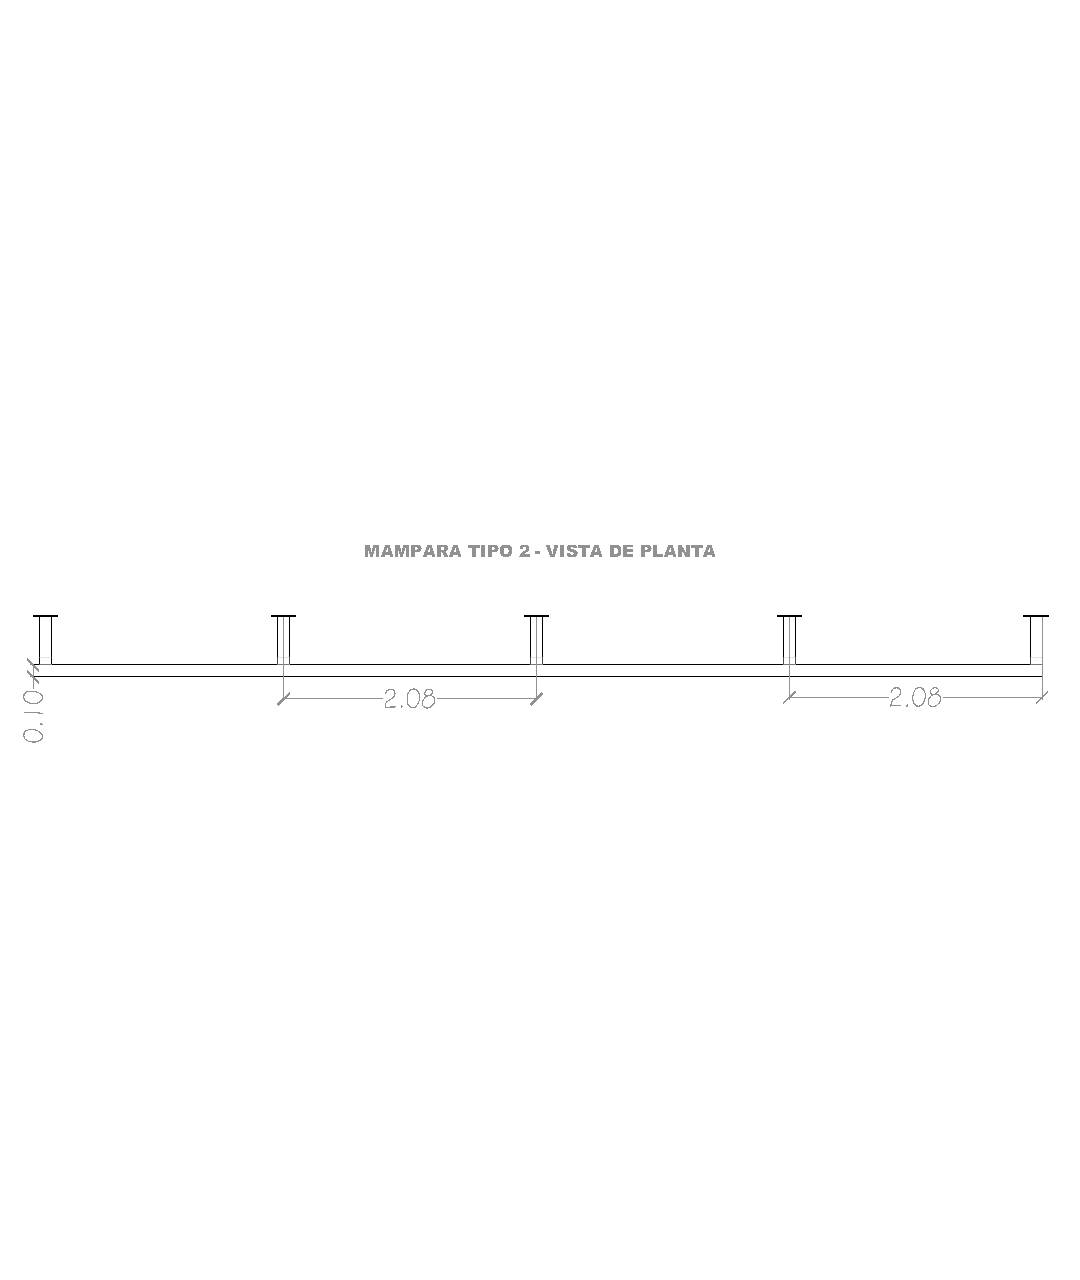 MAMPARA TIPO 2 - VISTA DE PLANTA
2.08
2.08
0.10